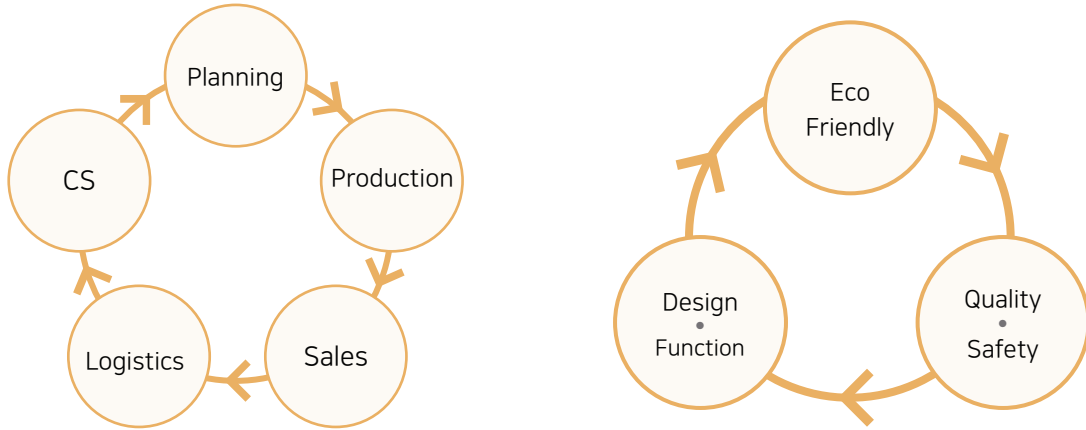 Planning
Production
Sales
Logistics
CS
Eco
Friendly
Quality
•
Safety
Design
•
Function